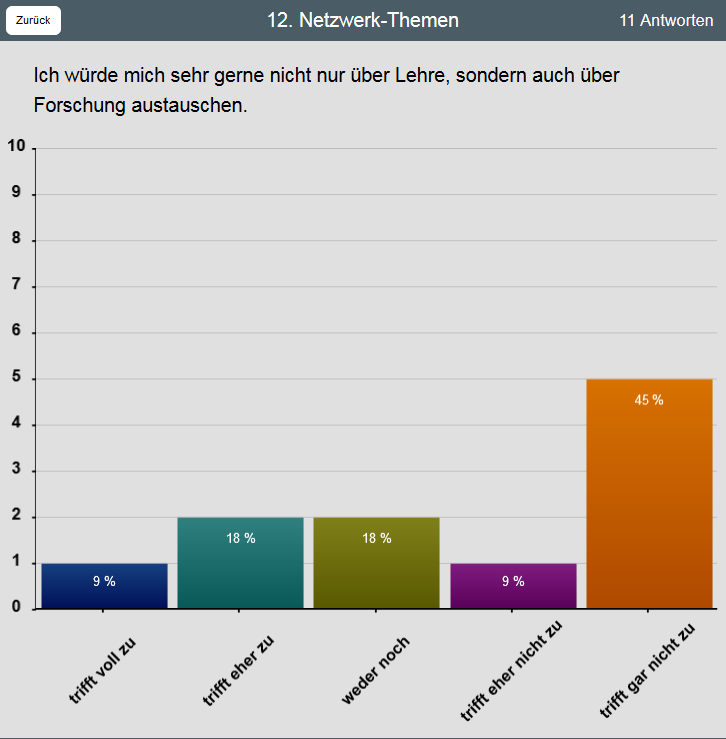 Zurück
12. Netzwerk-Themen
11 Antworten
Ich würde mich sehr gerne nicht nur über Lehre, sondern auch über
Forschung austauschen.
10
9
8
7
6
5
4
3
2
1
0
9 %
18 %
18 %
9 %
45 %
trifft voll zu
trifft eher zu
weder noch
trifft eher nicht zu
trifft gar nicht zu